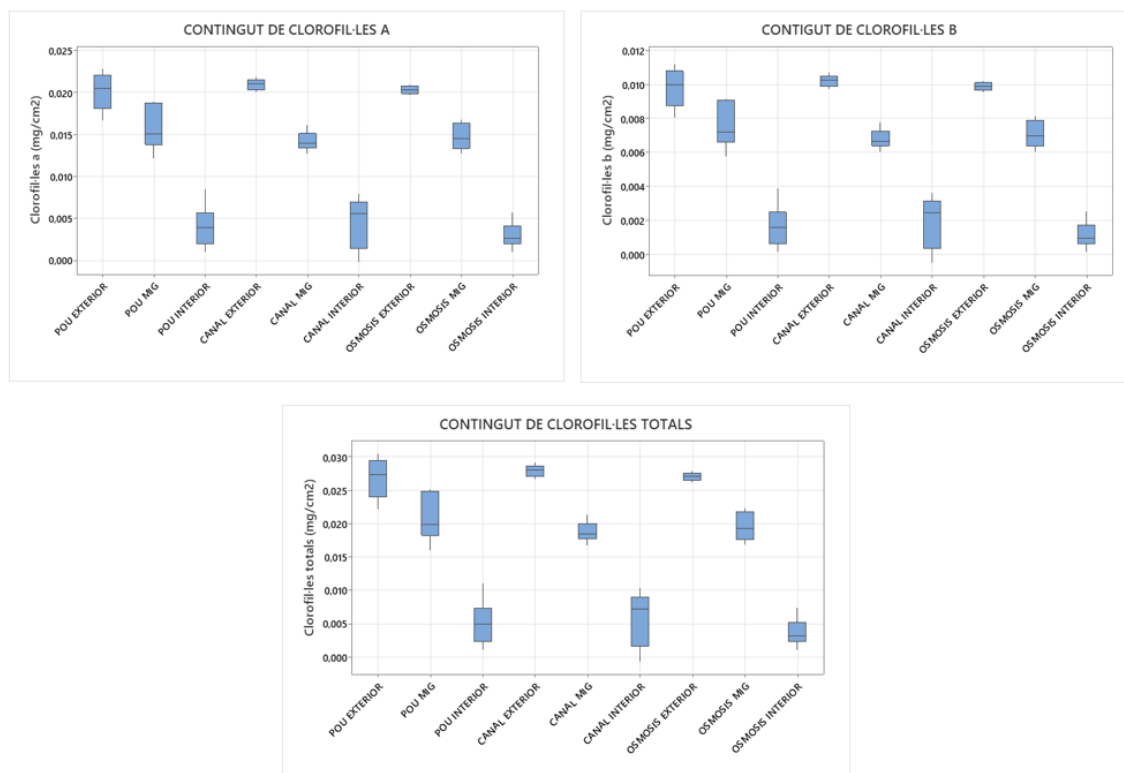 CONTINGUT DE CLOROFIL·LES A
Clorofil·les a (mg/cm2)
0,025
0,020
0,015
0,010
0,005
0,000
POU EXTERIOR
POU MIG
POU INTERIOR
CANAL EXTERIOR
CANAL MIG
CANAL INTERIOR
OSMOSIS EXTERIOR
OSMOSIS MIG
OSMOSIS INTERIOR
CONTIGUT DE CLOROFIL·LES B
Clorofil·les b (mg/cm2)
0,012
0,010
0,008
0,006
0,004
0,002
0,000
POU EXTERIOR
POU MIG
POU INTERIOR
CANAL EXTERIOR
CANAL MIG
CANAL INTERIOR
OSMOSIS EXTERIOR
OSMOSIS MIG
OSMOSIS INTERIOR
CONTINGUT DE CLOROFIL·LES TOTALS
Clorofil·les totals (mg/cm2)
0,030
0,025
0,020
0,015
0,010
0,005
0,000
POU EXTERIOR
POU MIG
POU INTERIOR
CANAL EXTERIOR
CANAL MIG
CANAL INTERIOR
OSMOSIS EXTERIOR
OSMOSIS MIG
OSMOSIS INTERIOR